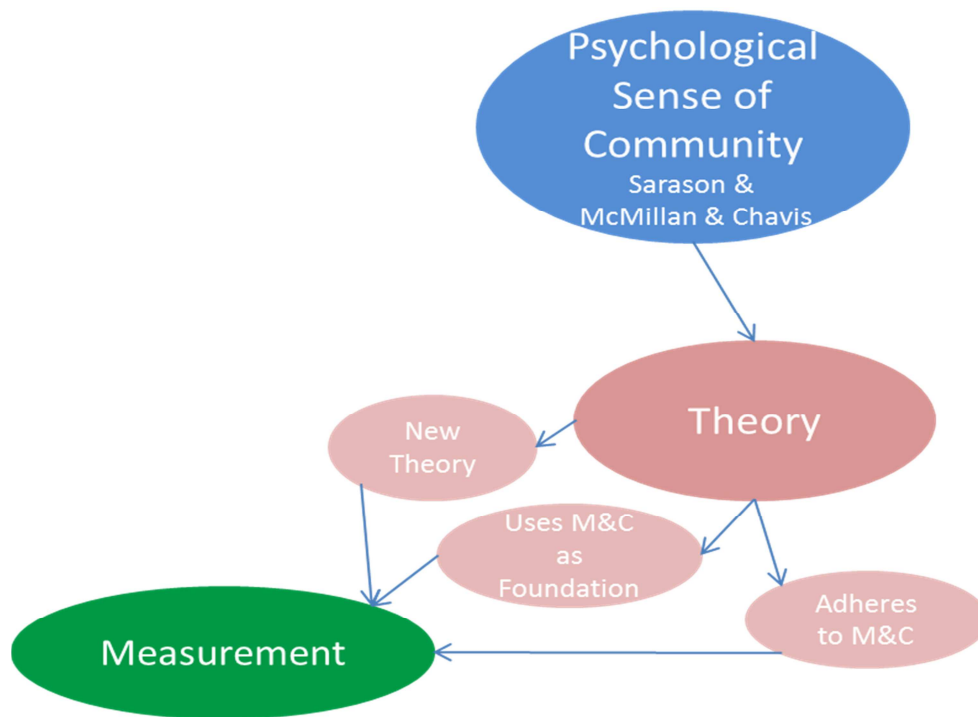 Psychological
Sense of
Community
Sarason &
McMillan & Chavis
Theory
New
Theory
Uses M&C
as
Foundation
Adheres
to M&C
Measurement